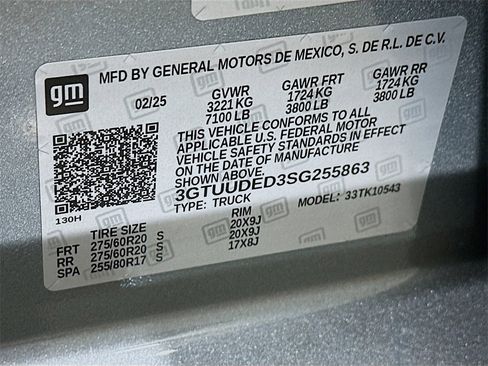 gm
MFD BY GENERAL MOTORS DE MEXICO, S. DE R.L. DE C.V.
02/25 GVWR GAWR FRT GAWR RR
3221 KG 1724 KG 1724 KG
7100 LB 3800 LB 3800 LB
THIS VEHICLE CONFORMS TO ALL
APPLICABLE U.S. FEDERAL MOTOR
VEHICLE SAFETY STANDARDS IN EFFECT
ON THE DATE OF MANUFACTURE
SHOWN ABOVE.
3GTUUDED3SG255863
130H TYPE: TRUCK MODEL: 33TK10543
TIRE SIZE RIM
FRT 275/60R20 S 20X9J
RR 275/60R20 S 20X9J
SPA 255/80R17 S 17X8J